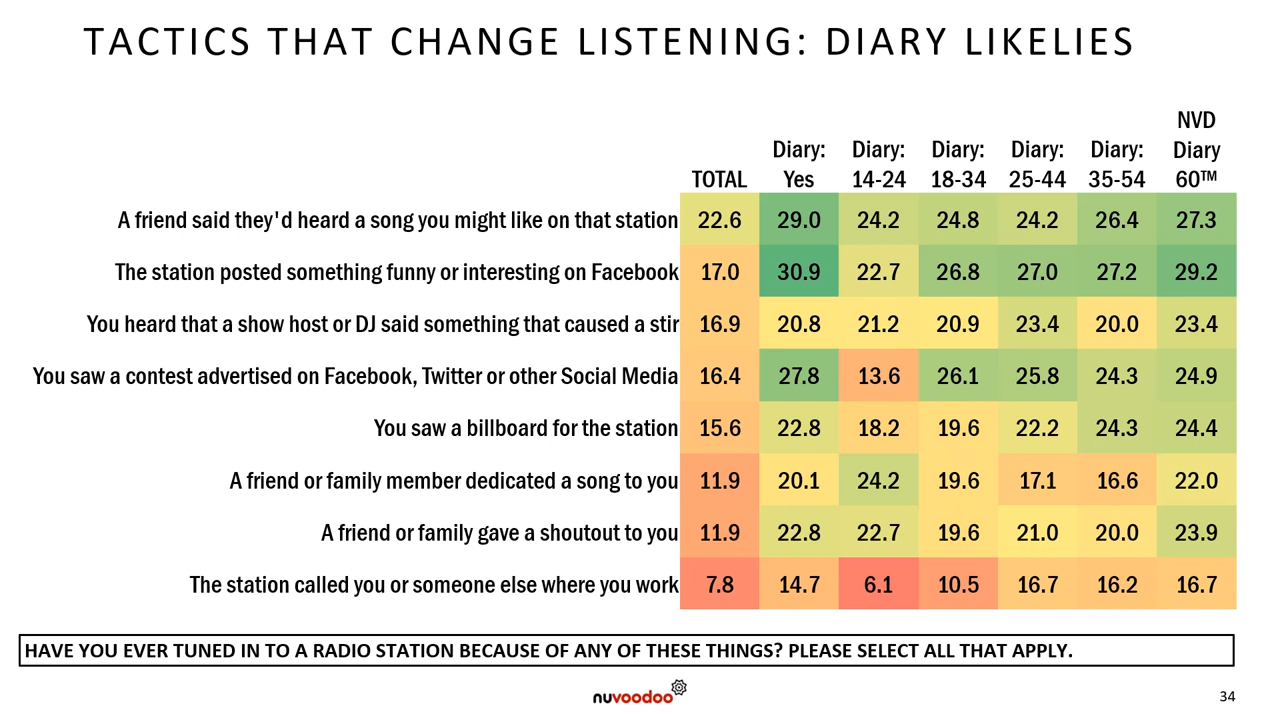 TACTICS THAT CHANGE LISTENING: DIARY LIKELIES
TOTAL Diary: Yes Diary: 14-24 Diary: 18-34 Diary: 25-44 Diary: 35-54 NVD Diary 60™
A friend said they'd heard a song you might like on that station 22.6 29.0 24.2 24.8 24.2 26.4 27.3
The station posted something funny or interesting on Facebook 17.0 30.9 22.7 26.8 27.0 27.2 29.2
You heard that a show host or DJ said something that caused a stir 16.9 20.8 21.2 20.9 23.4 20.0 23.4
You saw a contest advertised on Facebook, Twitter or other Social Media 16.4 27.8 13.6 26.1 25.8 24.3 24.9
You saw a billboard for the station 15.6 22.8 18.2 19.6 22.2 24.3 24.4
A friend or family member dedicated a song to you 11.9 20.1 24.2 19.6 17.1 16.6 22.0
A friend or family gave a shoutout to you 11.9 22.8 22.7 19.6 21.0 20.0 23.9
The station called you or someone else where you work 7.8 14.7 6.1 10.5 16.7 16.2 16.7
HAVE YOU EVER TUNED IN TO A RADIO STATION BECAUSE OF ANY OF THESE THINGS? PLEASE SELECT ALL THAT APPLY.
nuvoodoo
34